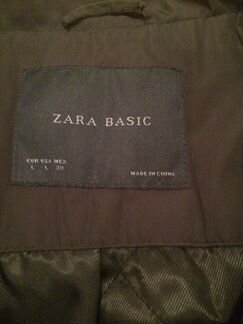 ZARA BASIC
EUR USA MEX
L L 30
MADE IN CHINA